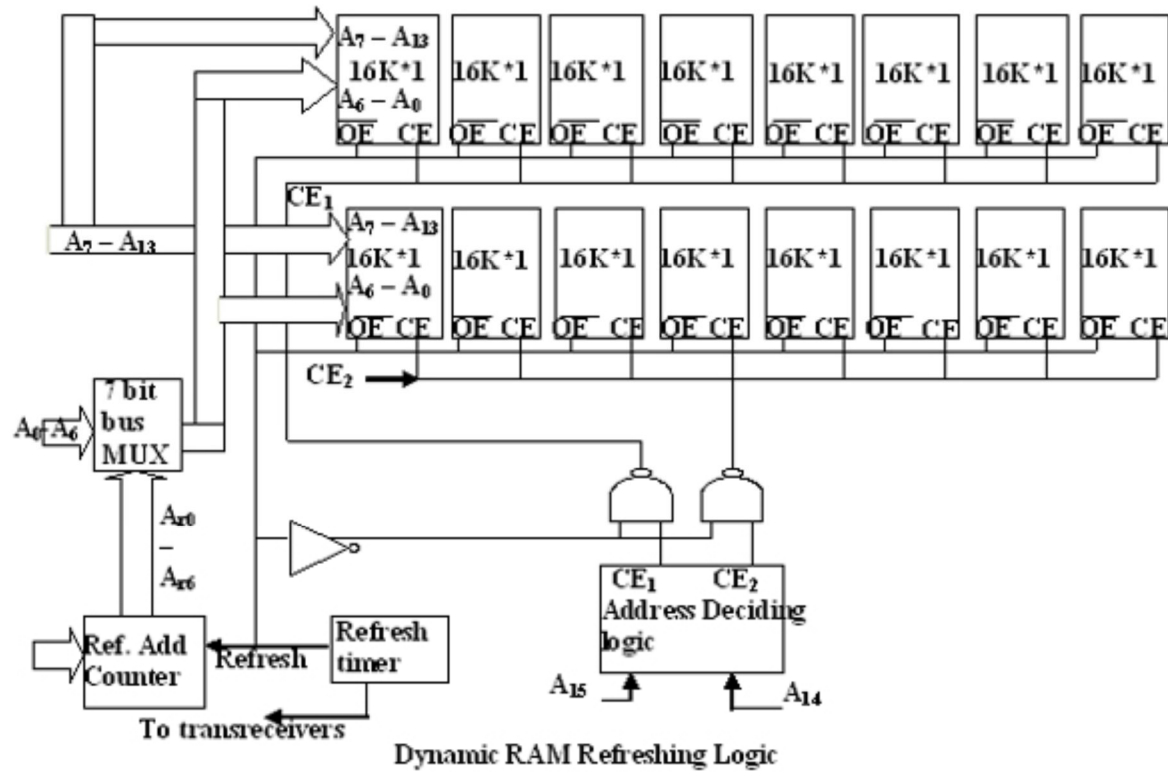 A₇ – A₁₃
16K*1 16K*1 16K*1 16K*1 16K*1 16K*1 16K*1 16K*1
A₆ – A₀
OE CE OE CE OE CE OE CE OE CE OE CE OE CE OE CE
CE₁
A₇ – A₁₃
A₇ – A₁₃
16K*1 16K*1 16K*1 16K*1 16K*1 16K*1 16K*1 16K*1
A₆ – A₀
OE CE OE CE OE CE OE CE OE CE OE CE OE CE OE CE
CE₂
7 bit
bus
MUX
A₀-A₆
Aᵣ₀
–
Aᵣ₆
CE₁ CE₂
Address Deciding
logic
Ref. Add
Counter
Refresh
Refresh
timer
A₁₅
A₁₄
To transreceivers
Dynamic RAM Refreshing Logic